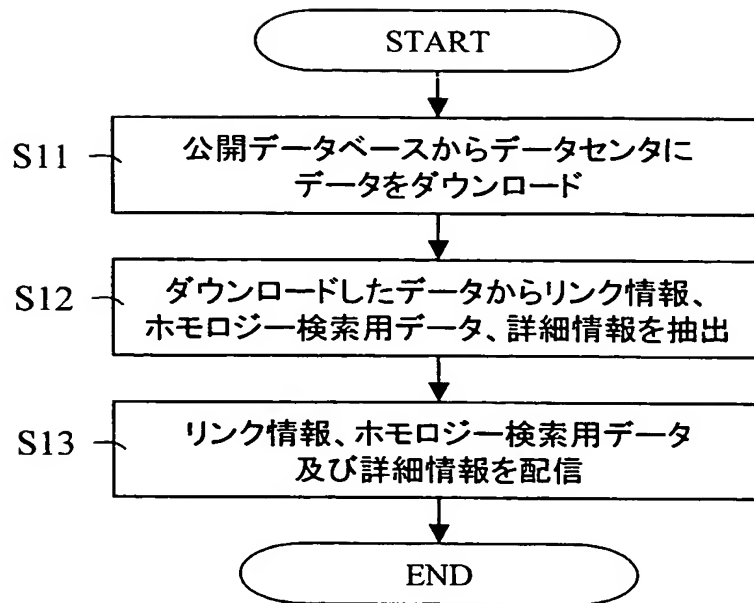 START
S11
公開データベースからデータセンタに
データをダウンロード
S12
ダウンロードしたデータからリンク情報、
ホモロジー検索用データ、詳細情報を抽出
S13
リンク情報、ホモロジー検索用データ
及び詳細情報を配信
END